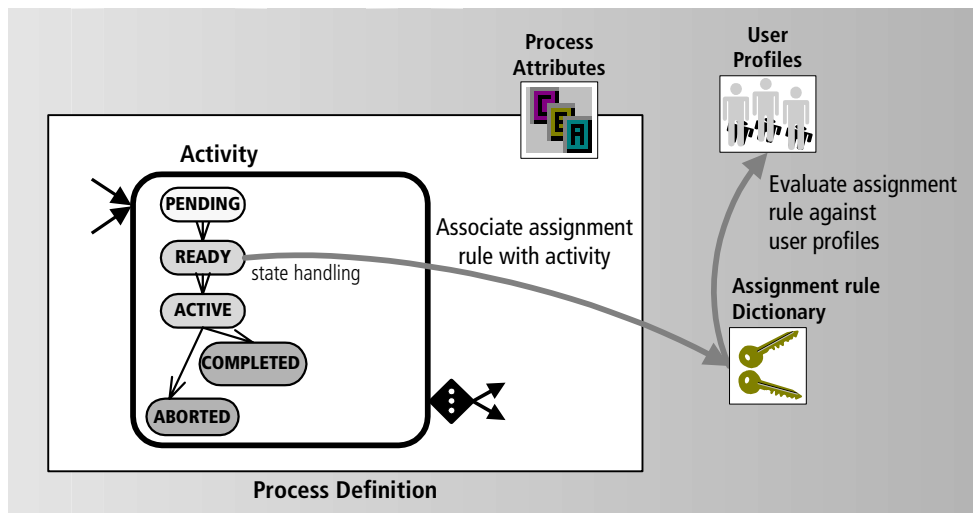 Process
Attributes
C
E
A
User
Profiles
Activity
PENDING
READY
state handling
ACTIVE
COMPLETED
ABORTED
Associate assignment
rule with activity
Evaluate assignment
rule against
user profiles
Assignment rule
Dictionary
Process Definition